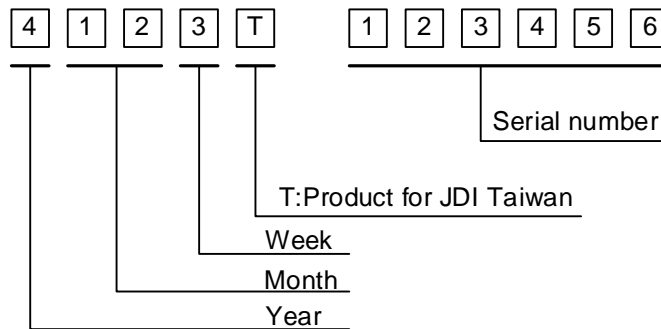 4 1 2 3 T 1 2 3 4 5 6
Serial number
T:Product for JDI Taiwan
Week
Month
Year